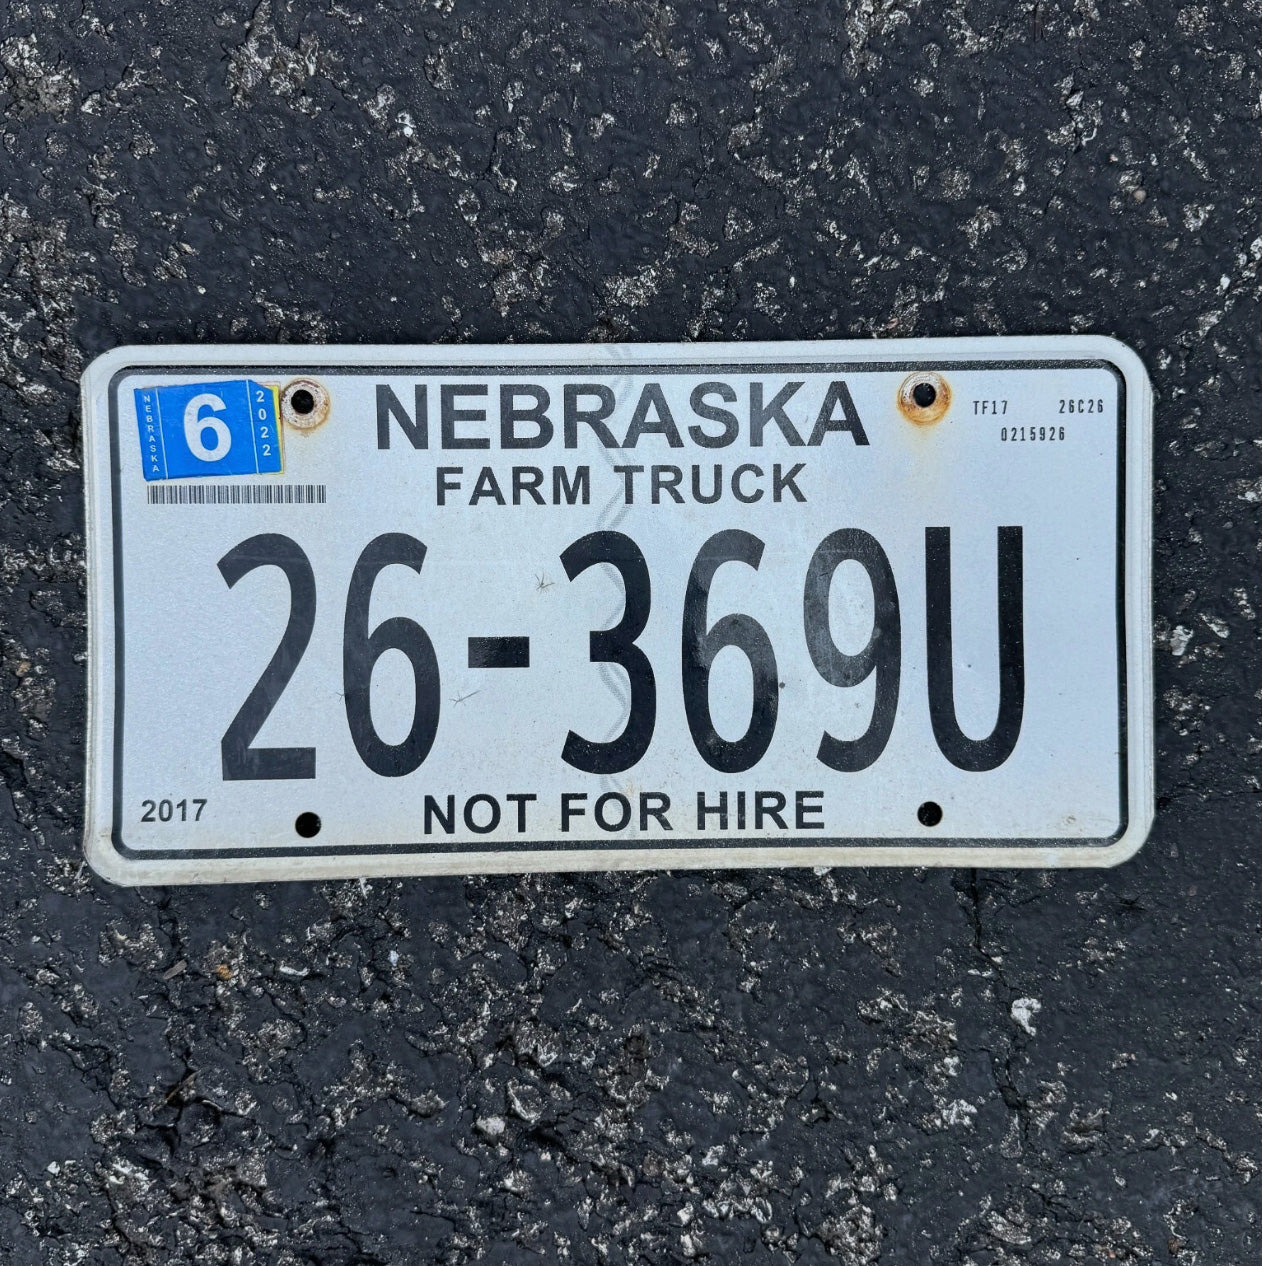 NEBRASKA
6
2022
NEBRASKA
TF17 26C26
0215926
FARM TRUCK
26-369U
2017
NOT FOR HIRE